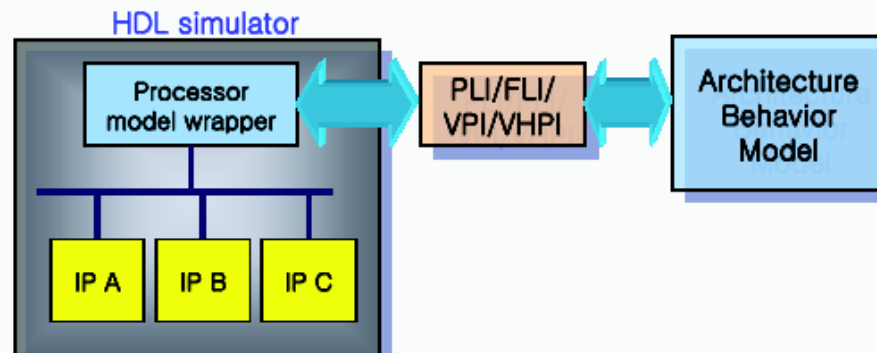 HDL simulator
Processor
model wrapper
PLI/FLI/
VPI/VHPI
Architecture
Behavior
Model
IP A
IP B
IP C